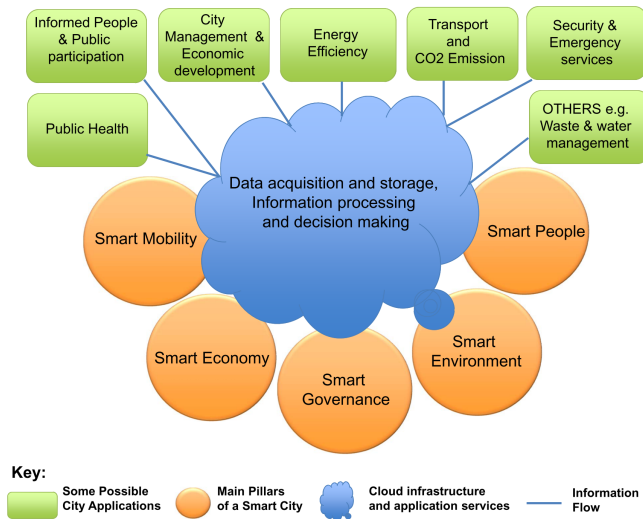 Informed People
& Public
participation
City
Management &
Economic
development
Energy
Efficiency
Transport
and
CO2 Emission
Security &
Emergency
services
Public Health
OTHERS e.g.
Waste & water
management
Data acquisition and storage,
Information processing
and decision making
Smart Mobility
Smart People
Smart Economy
Smart
Governance
Smart
Environment
Key:
Some Possible
City Applications
Main Pillars
of a Smart City
Cloud infrastructure
and application services
Information
Flow